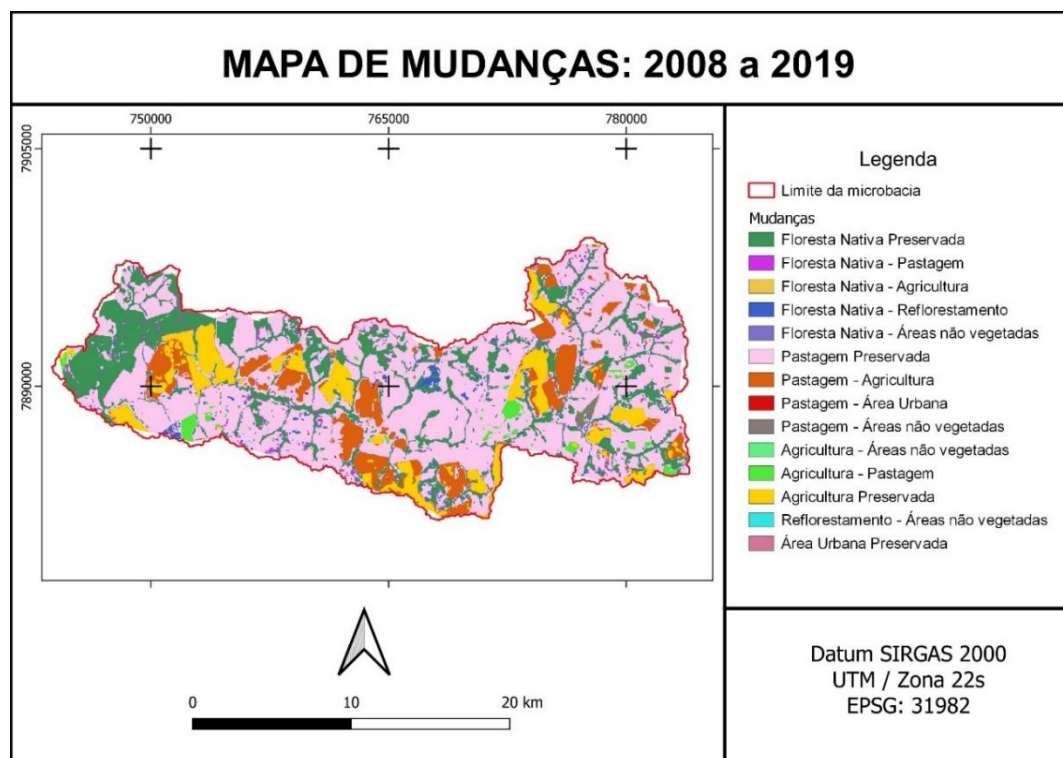 MAPA DE MUDANÇAS: 2008 a 2019
750000 765000 780000
7905000
7890000
0 10 20 km
Legenda
Limite da microbacia
Mudanças
Floresta Nativa Preservada
Floresta Nativa - Pastagem
Floresta Nativa - Agricultura
Floresta Nativa - Reflorestamento
Floresta Nativa - Áreas não vegetadas
Pastagem Preservada
Pastagem - Agricultura
Pastagem - Área Urbana
Pastagem - Áreas não vegetadas
Agricultura - Áreas não vegetadas
Agricultura - Pastagem
Agricultura Preservada
Reflorestamento - Áreas não vegetadas
Área Urbana Preservada
Datum SIRGAS 2000
UTM / Zona 22s
EPSG: 31982